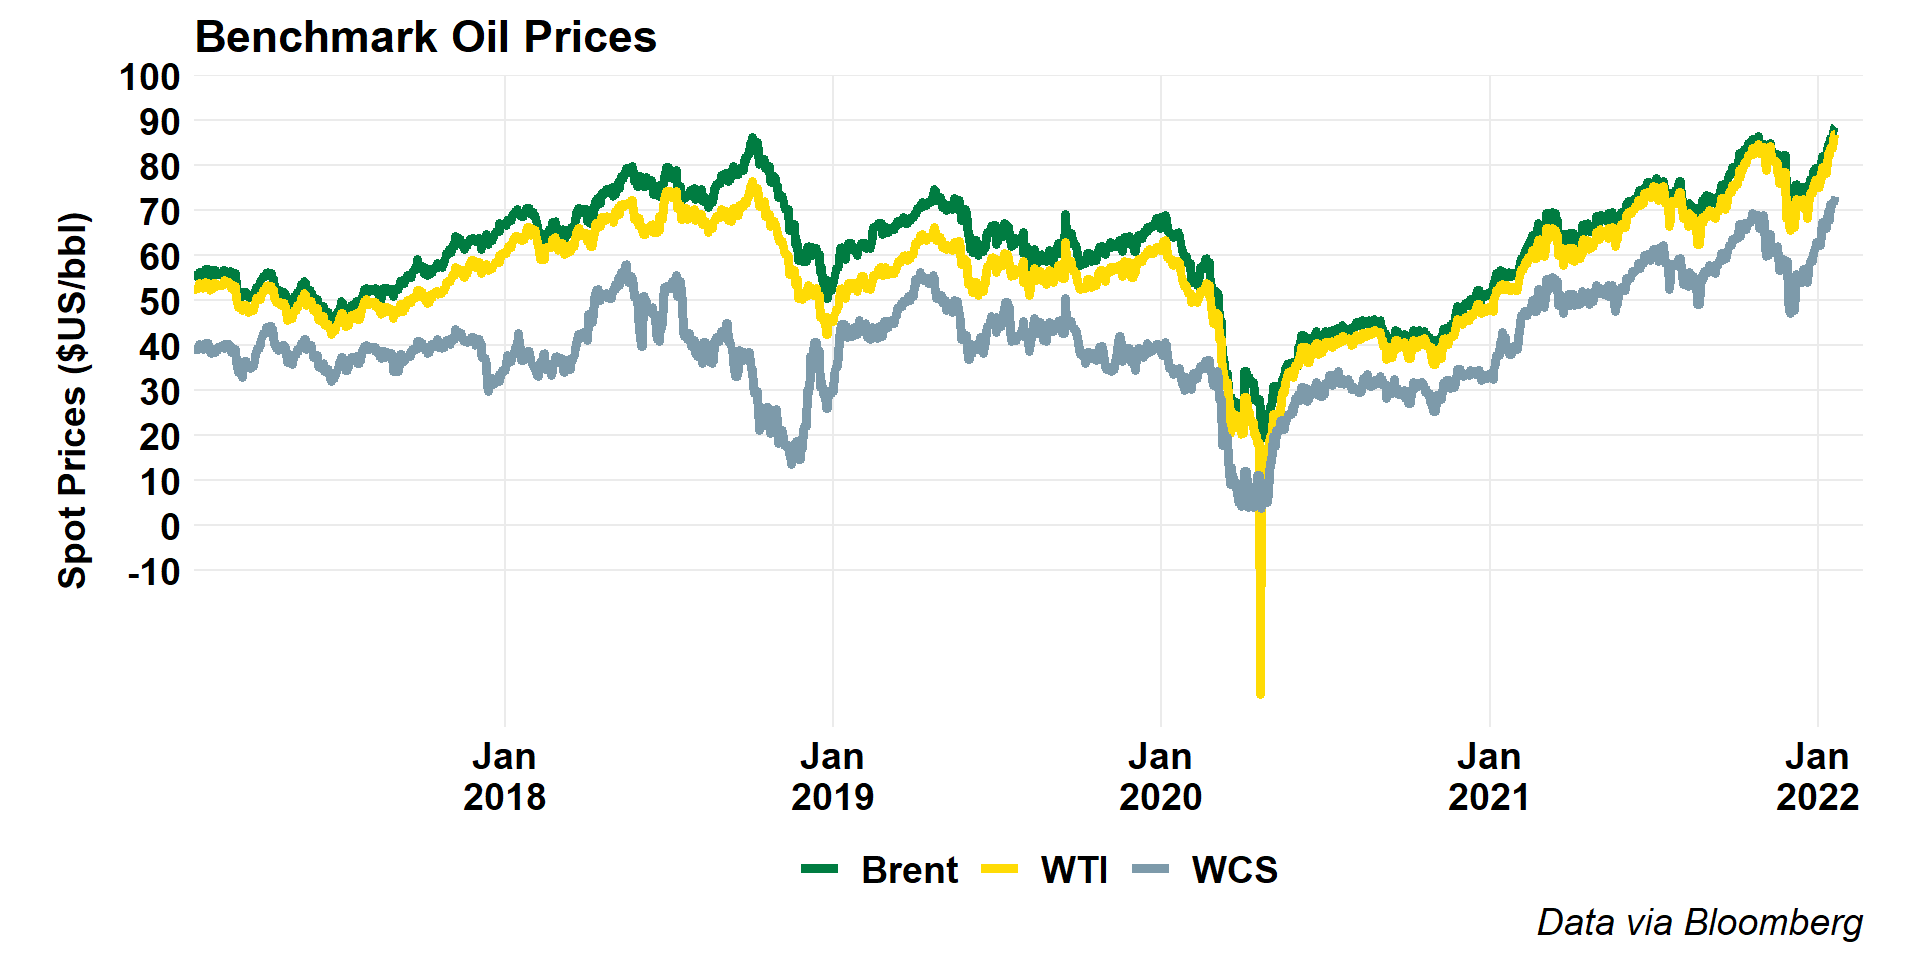 Benchmark Oil Prices
100
90
80
70
60
50
40
30
20
10
0
-10
Spot Prices ($US/bbl)
Jan 2018
Jan 2019
Jan 2020
Jan 2021
Jan 2022
Brent WTI WCS
Data via Bloomberg